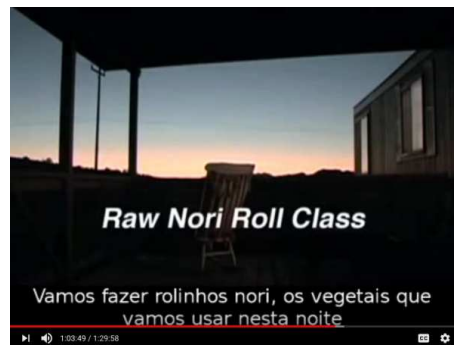 Raw Nori Roll Class
Vamos fazer rolinhos nori, os vegetais que
vamos usar nesta noite
1:03:49 / 1:29:58
CC